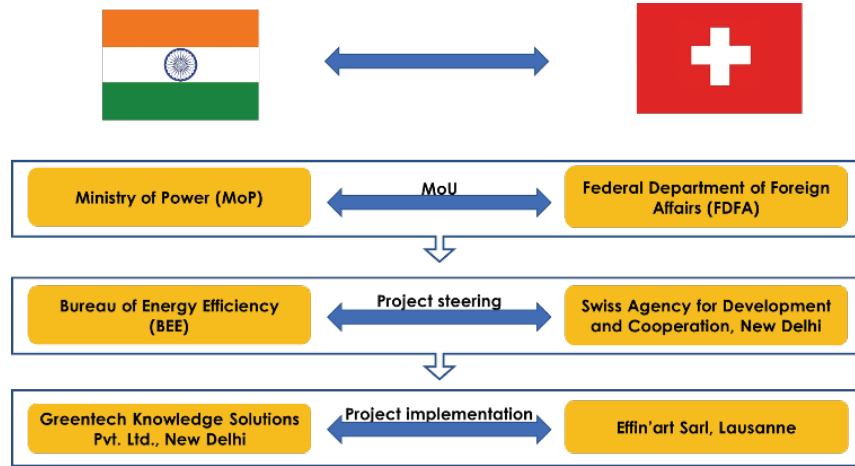 Ministry of Power (MoP)
MoU
Federal Department of Foreign
Affairs (FDFA)
Bureau of Energy Efficiency
(BEE)
Project steering
Swiss Agency for Development
and Cooperation, New Delhi
Greentech Knowledge Solutions
Pvt. Ltd., New Delhi
Project implementation
Effin'art Sarl, Lausanne